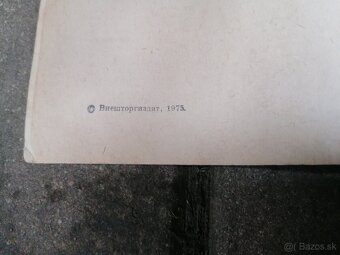 © Внешторгиздат, 1975.
Bazos.sk